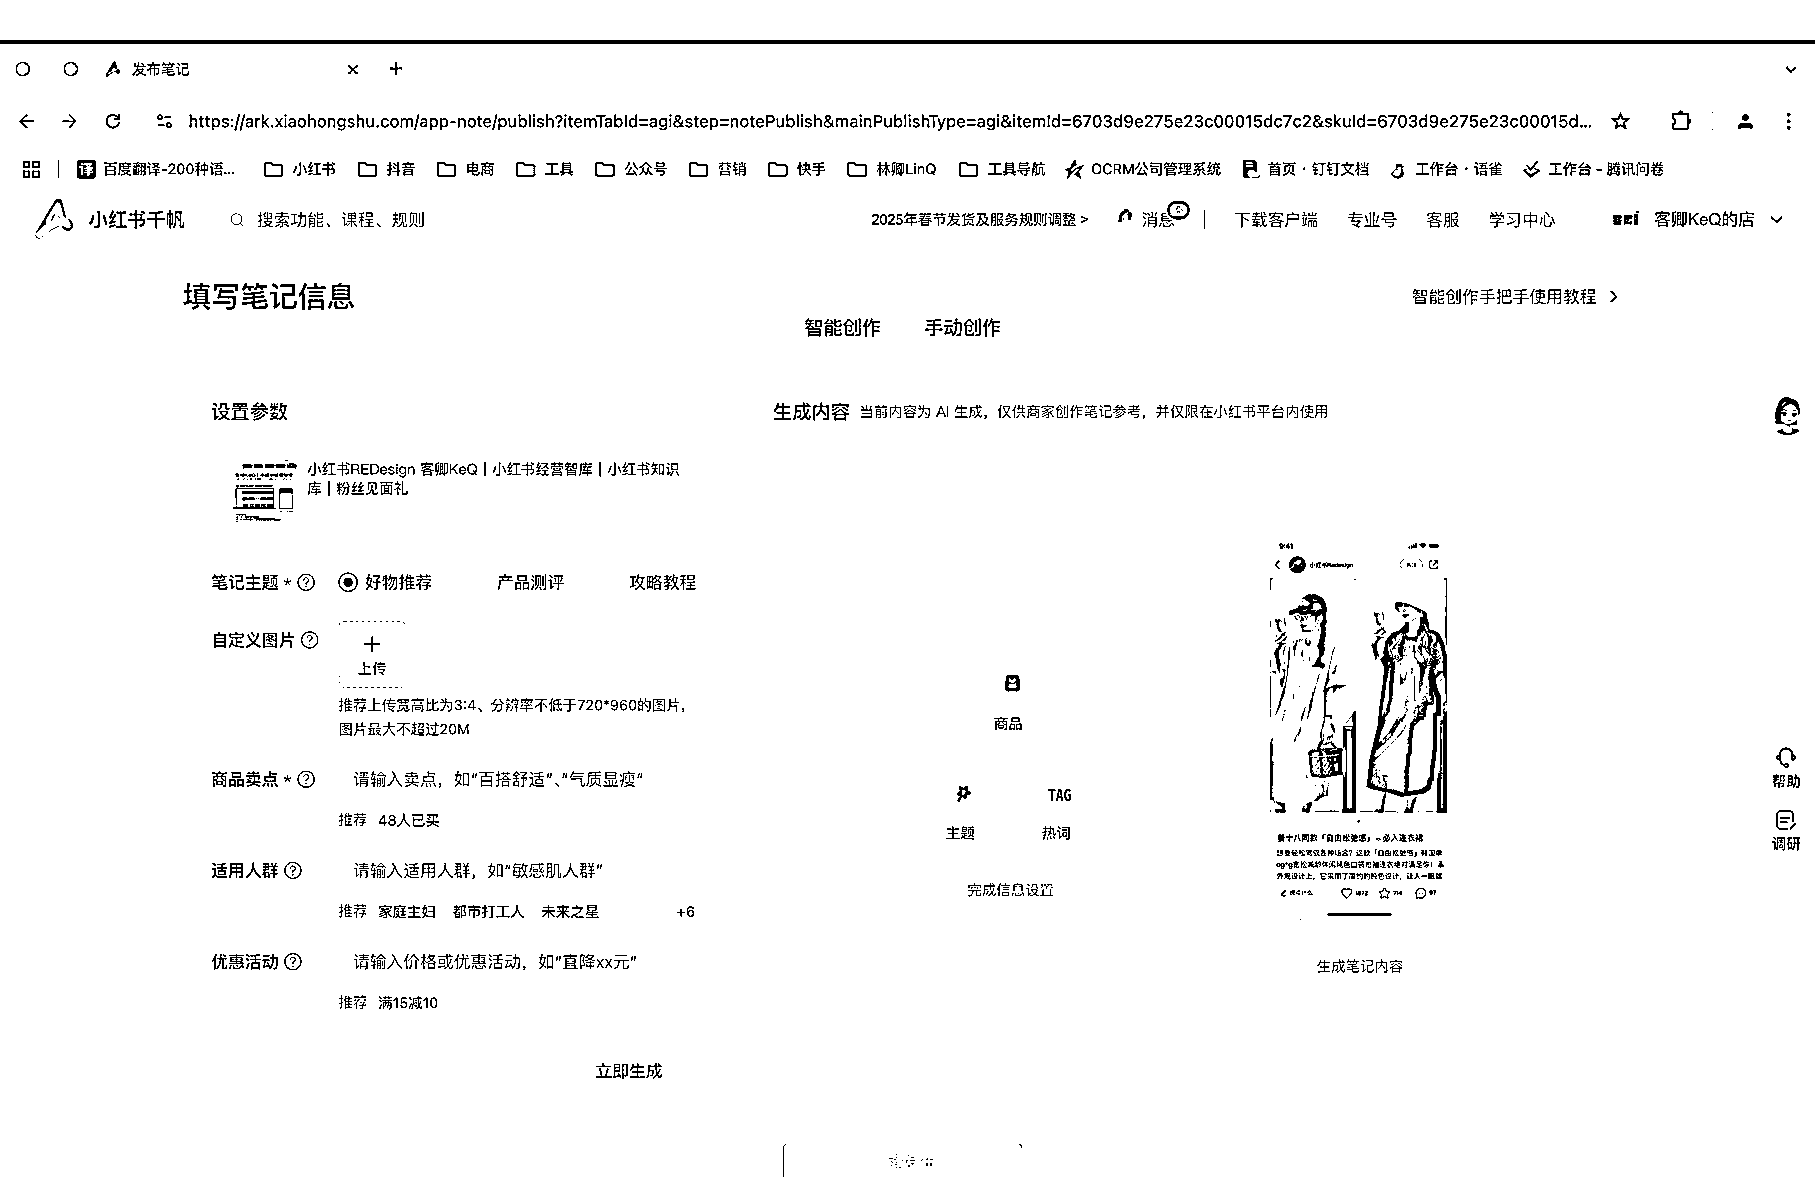 发布笔记
https://ark.xiaohongshu.com/app-note/publish?itemTabId=agi&step=notePublish&mainPublishType=agi&itemId=6703d9e275e23c00015dc7c2&skuId=6703d9e275e23c00015d...
百度翻译-200种语... 小红书 抖音 电商 工具 公众号 营销 快手 林卿LinQ 工具导航 OCRM公司管理系统 首页·钉钉文档 工作台·语雀 工作台-腾讯问卷
小红书千帆 搜索功能、课程、规则 2025年春节发货及服务规则调整 > 消息 下载客户端 专业号 客服 学习中心 客卿KeQ的店
填写笔记信息 智能创作手把手使用教程 >
智能创作 手动创作
设置参数
生成内容 当前内容为 AI 生成，仅供商家创作笔记参考，并仅限在小红书平台内使用
小红书REDesign 客卿KeQ | 小红书经营智库 | 小红书知识
库 | 粉丝见面礼
笔记主题 * 好物推荐 产品测评 攻略教程
自定义图片
上传
推荐上传宽高比为3:4、分辨率不低于720*960的图片，
图片最大不超过20M
商品卖点 * 请输入卖点，如“百搭舒适”、“气质显瘦”
推荐 48人已买
适用人群 请输入适用人群，如“敏感肌人群”
推荐 家庭主妇 都市打工人 未来之星 +6
优惠活动 请输入价格或优惠活动，如“直降xx元”
推荐 满15减10
立即生成
商品
TAG
主题 热词
完成信息设置
9:41
小红书Redesign
生成笔记内容
帮助
调研